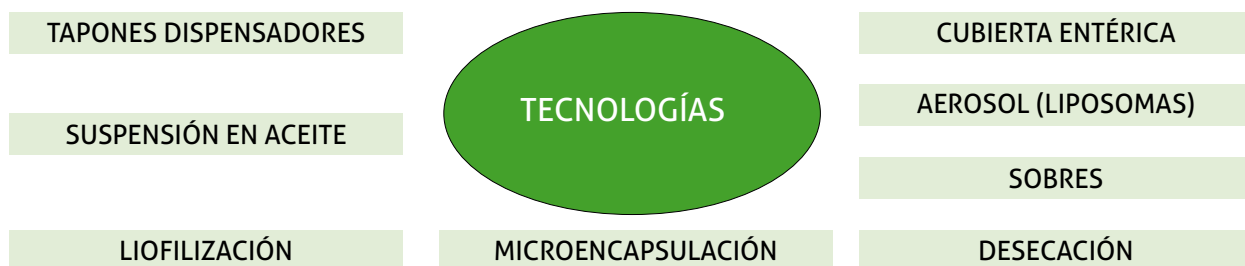 TAPONES DISPENSADORES
SUSPENSIÓN EN ACEITE
LIOFILIZACIÓN
TECNOLOGÍAS
MICROENCAPSULACIÓN
CUBIERTA ENTÉRICA
AEROSOL (LIPOSOMAS)
SOBRES
DESECACIÓN